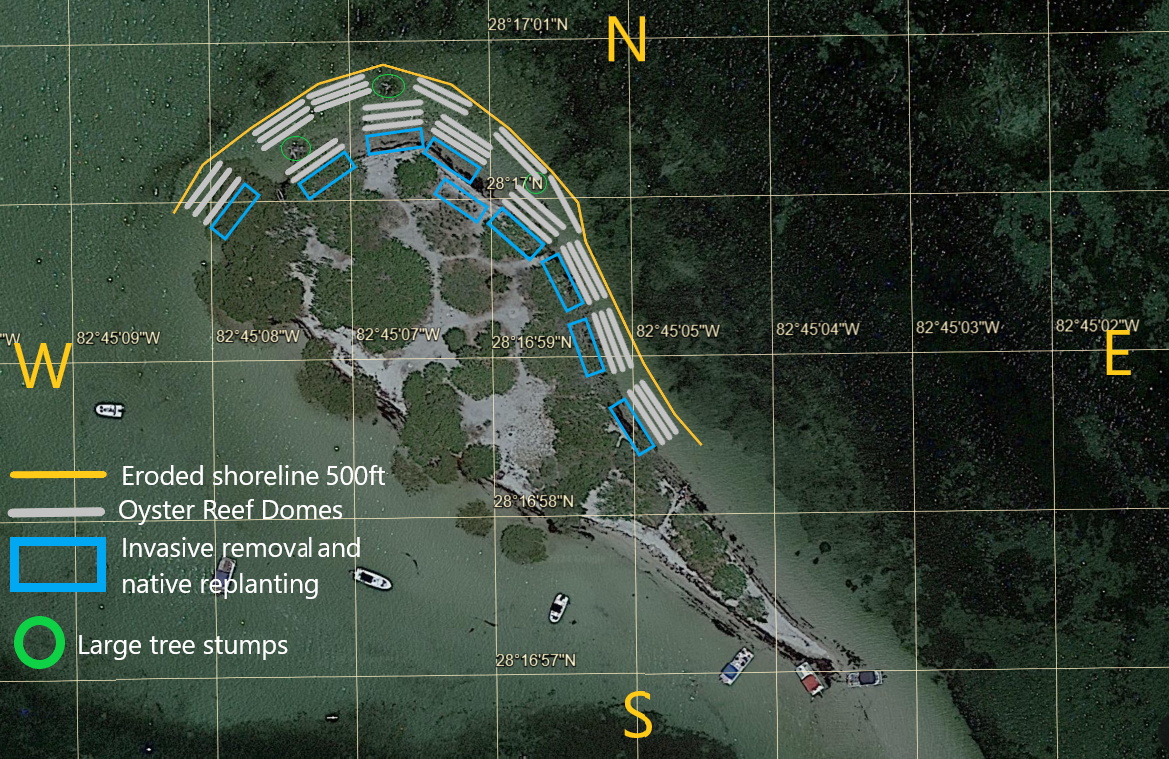 28°17'01"N
N
28°17'N
"W
82°45'09"W
82°45'08"W
82°45'07"W
28°16'59"N
82°45'05"W
82°45'04"W
82°45'03"W
82°45'02"W
W
E
Eroded shoreline 500ft
Oyster Reef Domes
28°16'58"N
Invasive removal and
native replanting
Large tree stumps
28°16'57"N
S